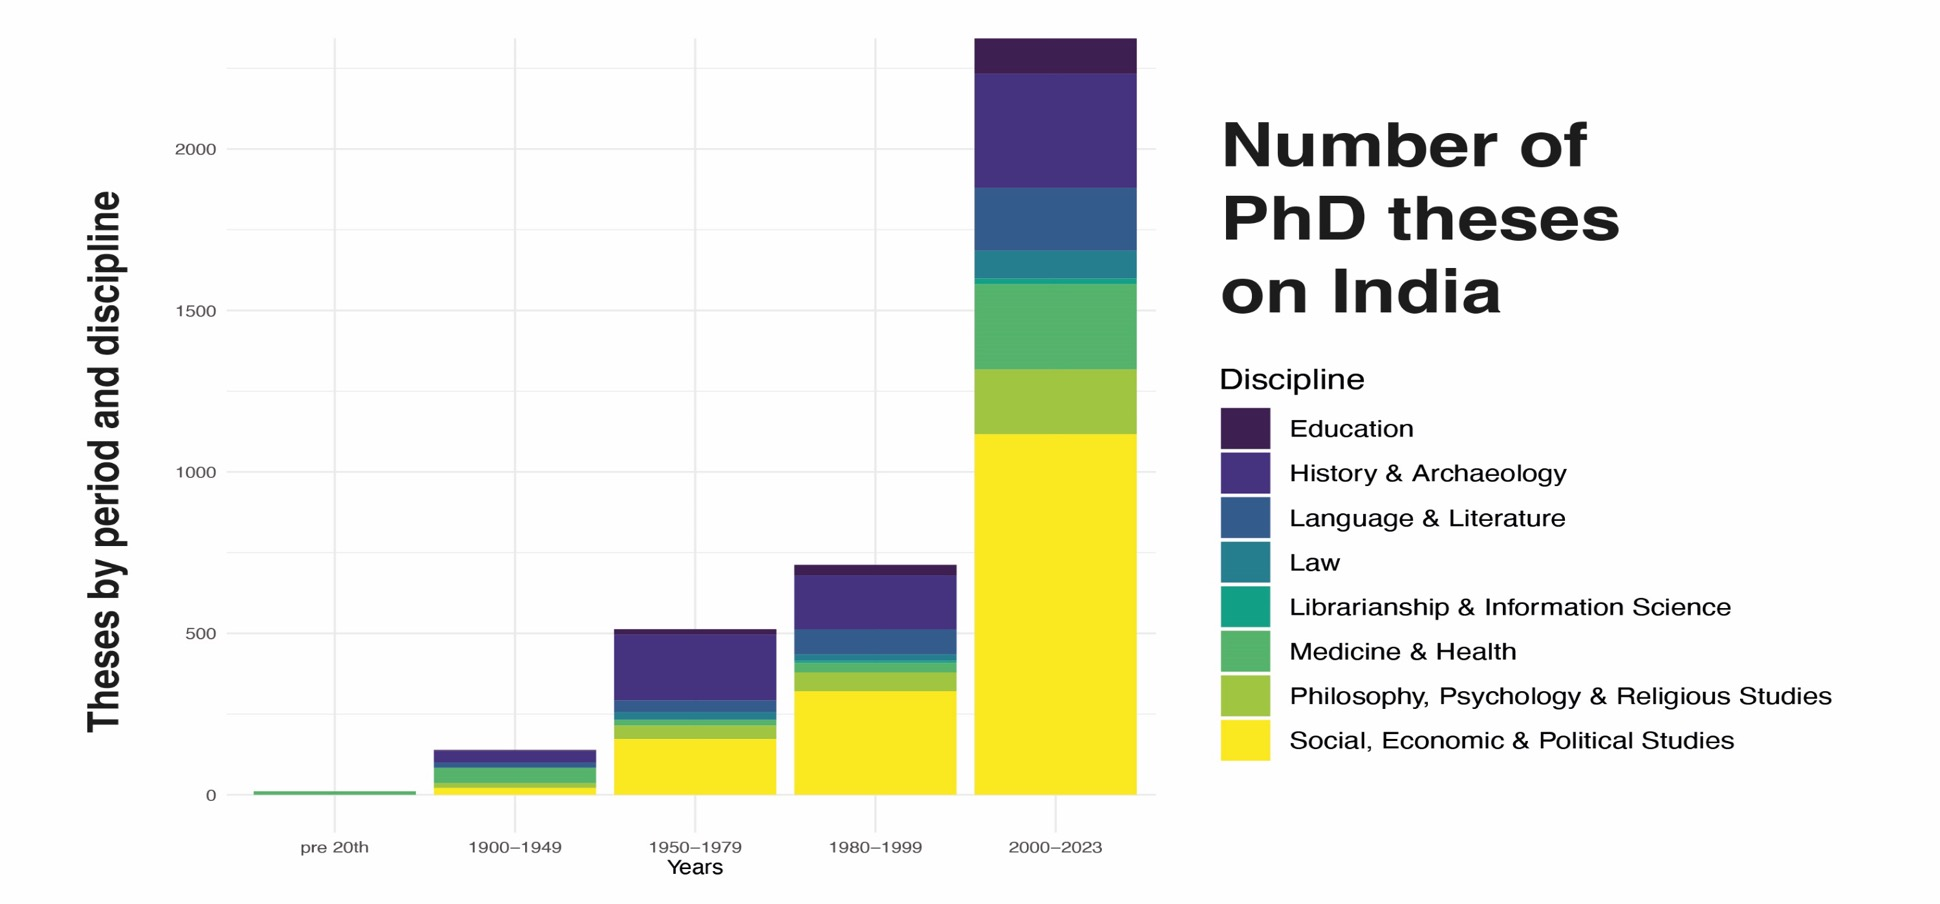 Theses by period and discipline
2000
1500
1000
500
0
pre 20th
1900–1949
1950–1979
1980–1999
2000–2023
Years
Number of
PhD theses
on India
Discipline
Education
History & Archaeology
Language & Literature
Law
Librarianship & Information Science
Medicine & Health
Philosophy, Psychology & Religious Studies
Social, Economic & Political Studies